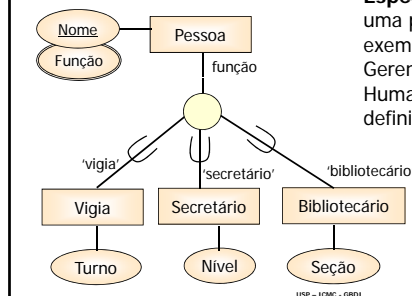 Espe
uma p
exemp
Geren
Huma
defini
Nome
Função
Pessoa
função
'vigia'
'secretário'
'bibliotecário
Vigia
Secretário
Bibliotecário
Turno
Nível
Seção
USP – ICMC - GBDI